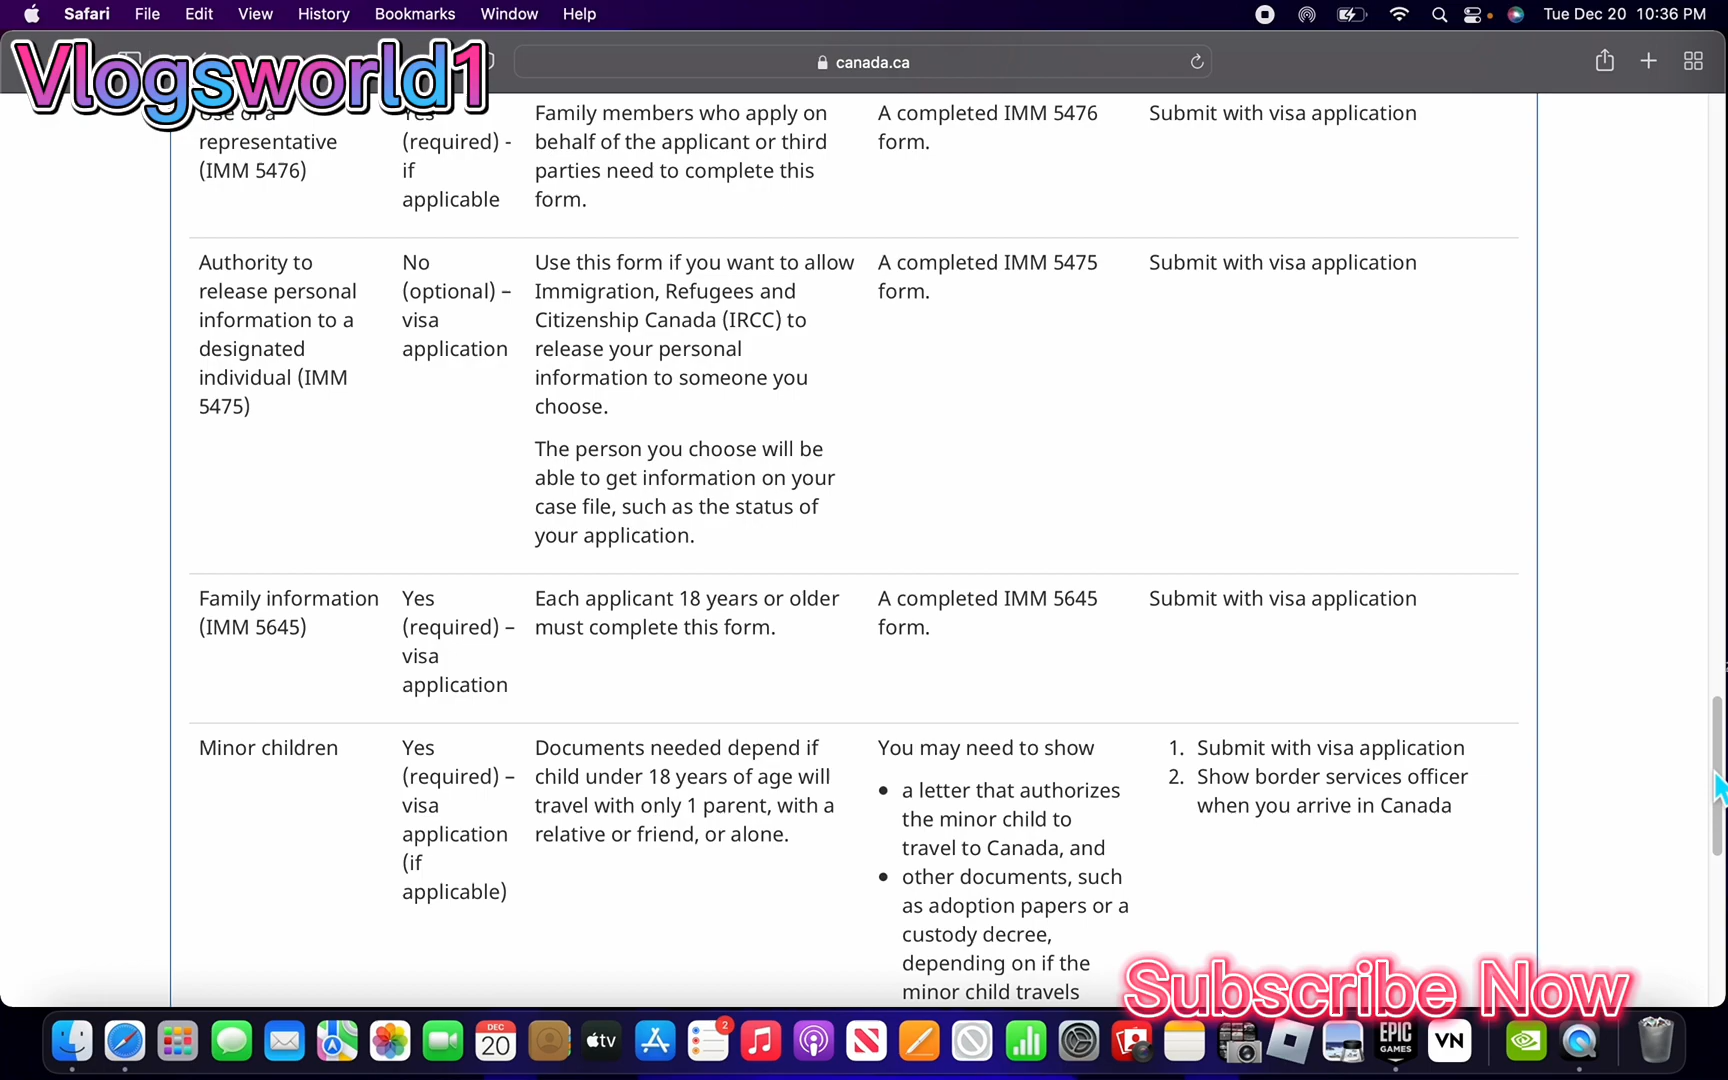 Safari File Edit View History Bookmarks Window Help Tue Dec 20 10:36 PM
Vlogsworld1
canada.ca
Use of a
representative
(IMM 5476)
Yes
(required) -
if
applicable
Family members who apply on
behalf of the applicant or third
parties need to complete this
form.
A completed IMM 5476
form.
Submit with visa application
Authority to
release personal
information to a
designated
individual (IMM
5475)
No
(optional) –
visa
application
Use this form if you want to allow
Immigration, Refugees and
Citizenship Canada (IRCC) to
release your personal
information to someone you
choose.
The person you choose will be
able to get information on your
case file, such as the status of
your application.
A completed IMM 5475
form.
Submit with visa application
Family information
(IMM 5645)
Yes
(required) –
visa
application
Each applicant 18 years or older
must complete this form.
A completed IMM 5645
form.
Submit with visa application
Minor children
Yes
(required) –
visa
application
(if
applicable)
Documents needed depend if
child under 18 years of age will
travel with only 1 parent, with a
relative or friend, or alone.
You may need to show
• a letter that authorizes
the minor child to
travel to Canada, and
• other documents, such
as adoption papers or a
custody decree,
depending on if the
minor child travels
1. Submit with visa application
2. Show border services officer
when you arrive in Canada
Subscribe Now
DEC
20
tv
2
EPIC
GAMES
VN